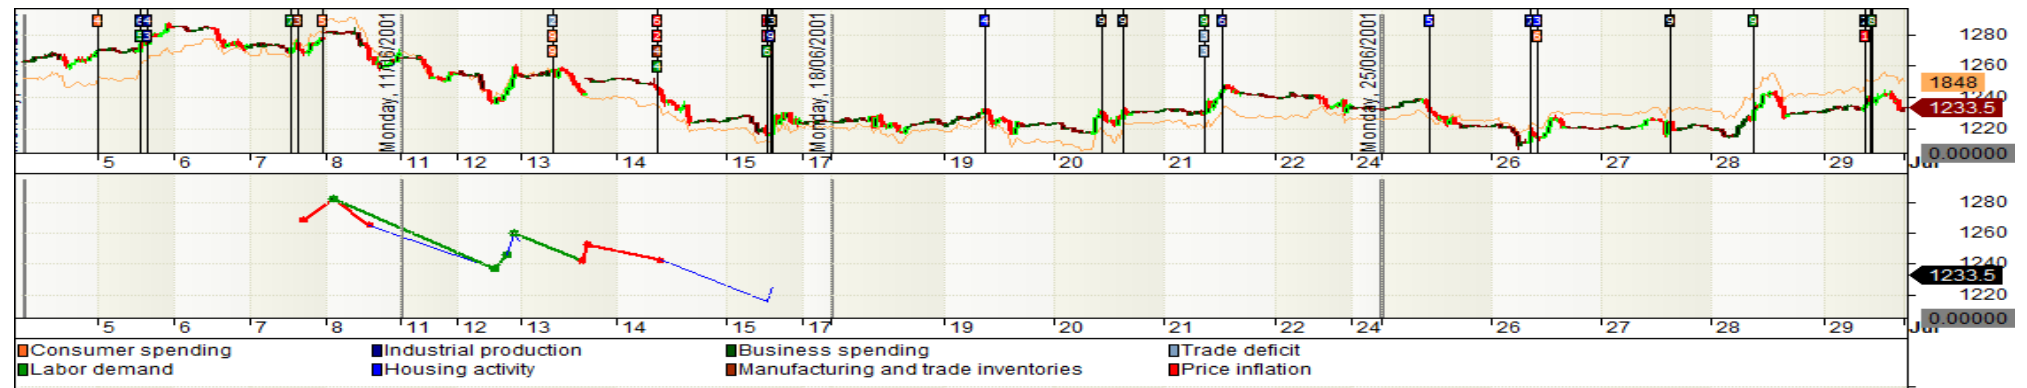 1280
1260
1848
1240
1233.5
1220
0.00000
Monday, 11/06/2001
Monday, 18/06/2001
Monday, 25/06/2001
5 6 7 8 11 12 13 14 15 17 19 20 21 22 24 26 27 28 29 Jul
1280
1260
1240
1233.5
1220
0.00000
5 6 7 8 11 12 13 14 15 17 19 20 21 22 24 26 27 28 29 Jul
Consumer spending Industrial production Business spending Trade deficit
Labor demand Housing activity Manufacturing and trade inventories Price inflation